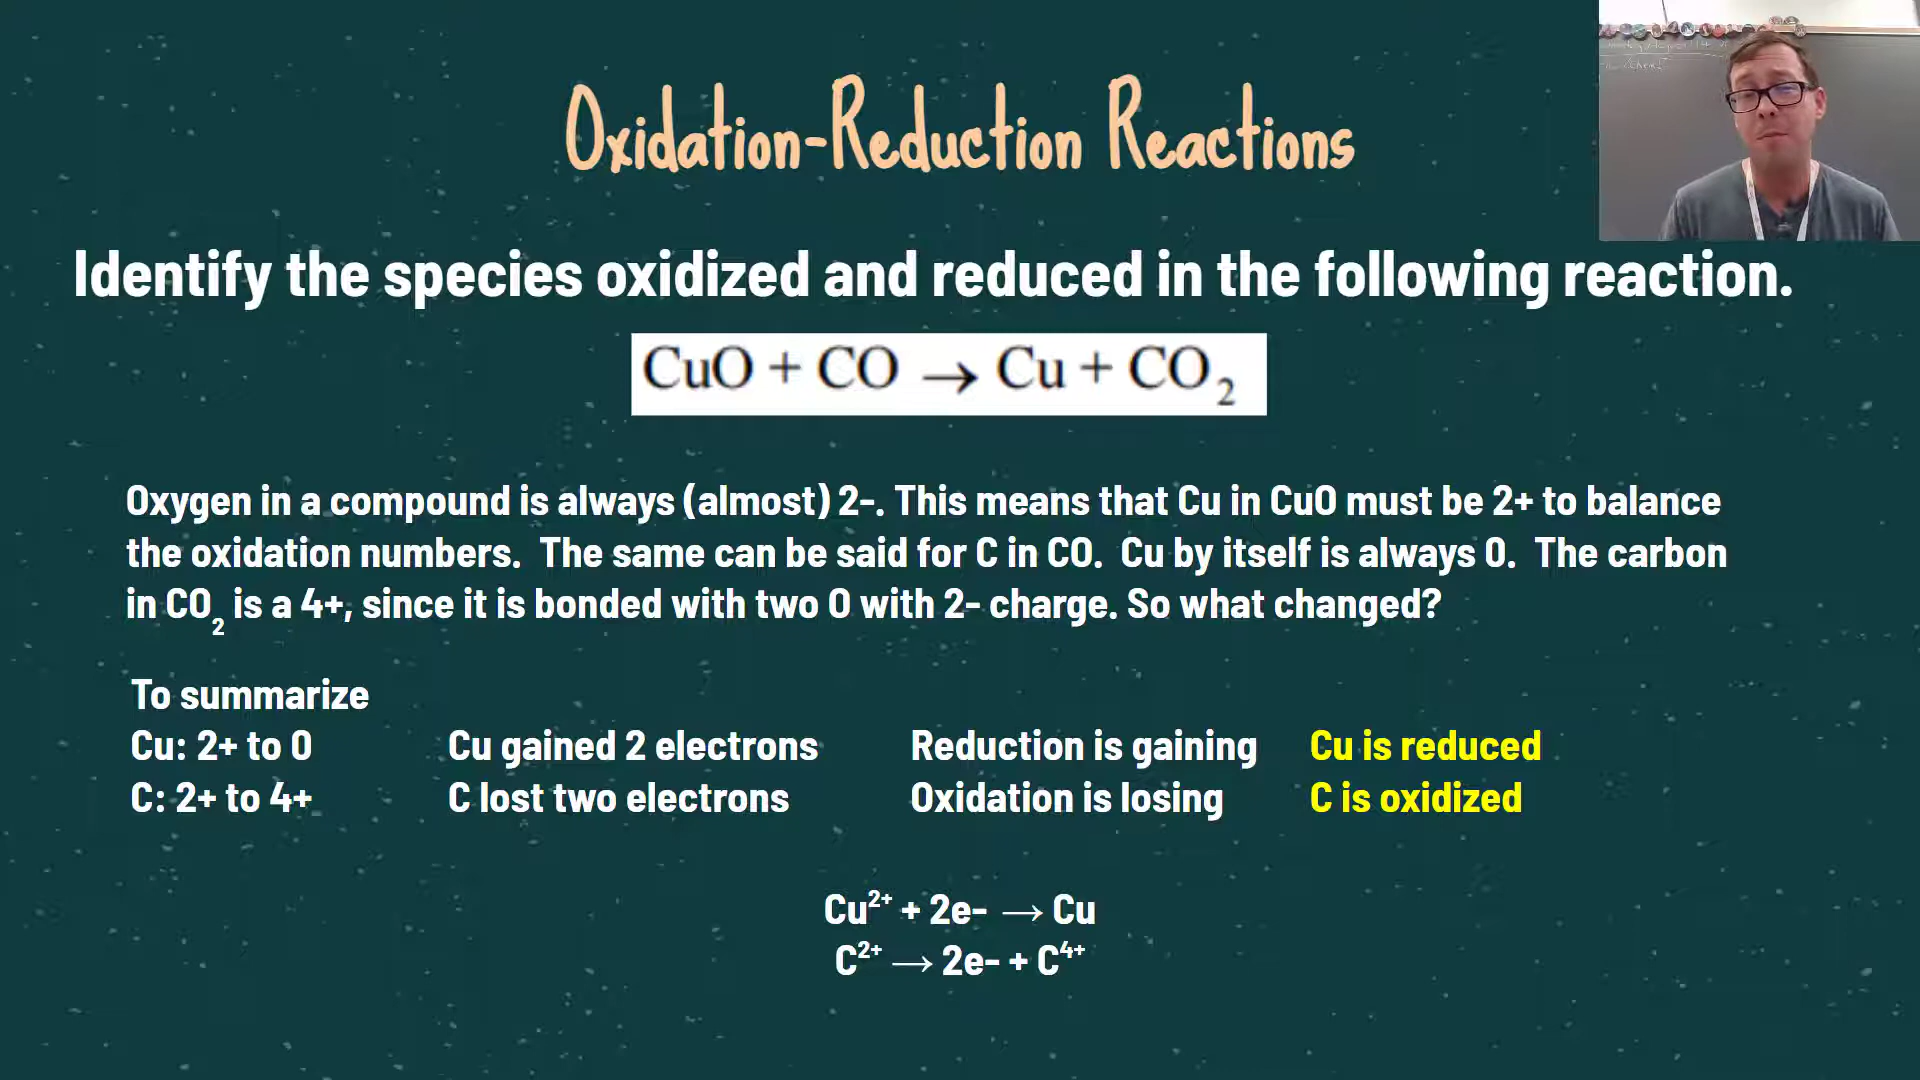 Oxidation-Reduction Reactions
Identify the species oxidized and reduced in the following reaction.
CuO + CO → Cu + CO₂
Oxygen in a compound is always (almost) 2-. This means that Cu in CuO must be 2+ to balance
the oxidation numbers. The same can be said for C in CO. Cu by itself is always 0. The carbon
in CO₂ is a 4+, since it is bonded with two O with 2- charge. So what changed?
To summarize
Cu: 2+ to 0 Cu gained 2 electrons Reduction is gaining Cu is reduced
C: 2+ to 4+ C lost two electrons Oxidation is losing C is oxidized
Cu²⁺ + 2e- → Cu
C²⁺ → 2e- + C⁴⁺